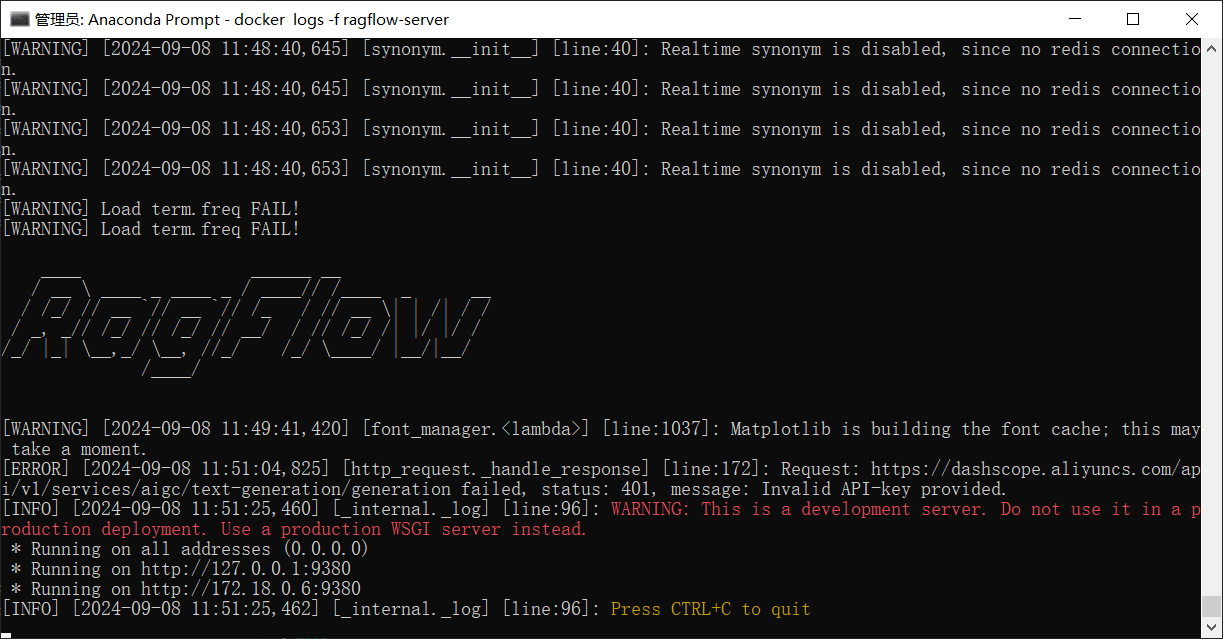 管理员: Anaconda Prompt - docker  logs -f ragflow-server
[WARNING] [2024-09-08 11:48:40,645] [synonym.__init__] [line:40]: Realtime synonym is disabled, since no redis connectio
n.
[WARNING] [2024-09-08 11:48:40,645] [synonym.__init__] [line:40]: Realtime synonym is disabled, since no redis connectio
n.
[WARNING] [2024-09-08 11:48:40,653] [synonym.__init__] [line:40]: Realtime synonym is disabled, since no redis connectio
n.
[WARNING] [2024-09-08 11:48:40,653] [synonym.__init__] [line:40]: Realtime synonym is disabled, since no redis connectio
n.
[WARNING] Load term.freq FAIL!
[WARNING] Load term.freq FAIL!
RagFlow
[WARNING] [2024-09-08 11:49:41,420] [font_manager.<lambda>] [line:1037]: Matplotlib is building the font cache; this may
 take a moment.
[ERROR] [2024-09-08 11:51:04,825] [http_request._handle_response] [line:172]: Request: https://dashscope.aliyuncs.com/ap
i/v1/services/aigc/text-generation/generation failed, status: 401, message: Invalid API-key provided.
[INFO] [2024-09-08 11:51:25,460] [_internal._log] [line:96]: WARNING: This is a development server. Do not use it in a p
roduction deployment. Use a production WSGI server instead.
 * Running on all addresses (0.0.0.0)
 * Running on http://127.0.0.1:9380
 * Running on http://172.18.0.6:9380
[INFO] [2024-09-08 11:51:25,462] [_internal._log] [line:96]: Press CTRL+C to quit